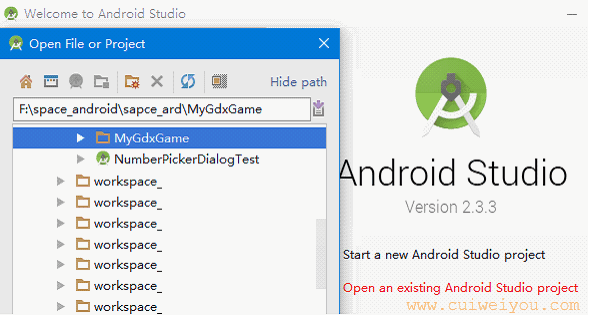 Welcome to Android Studio
Open File or Project
Hide path
F:\space_android\sapce_ard\MyGdxGame
MyGdxGame
NumberPickerDialogTest
workspace_
workspace_
workspace_
workspace_
workspace_
workspace_
workspace_
Android Studio
Version 2.3.3
Start a new Android Studio project
Open an existing Android Studio project
www.cuiweiyou.com